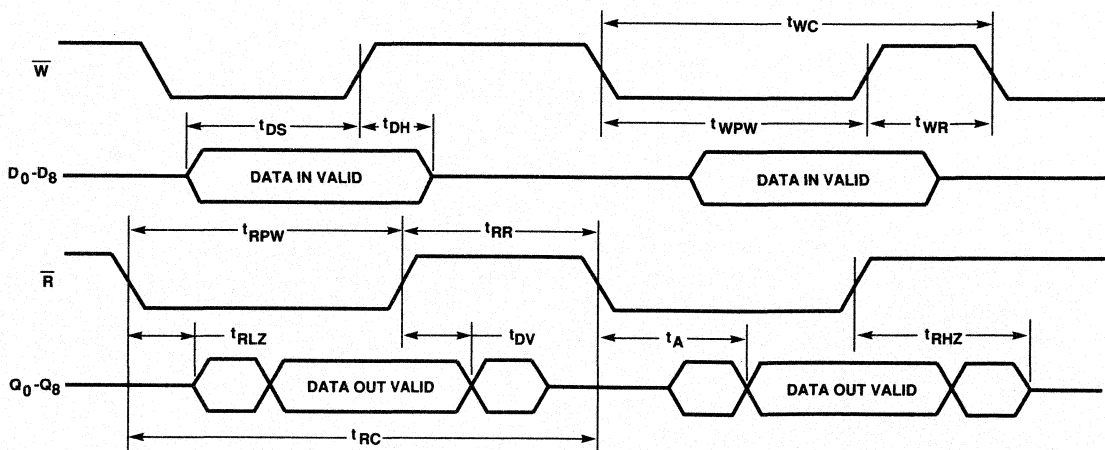 tWC
W
tDS
tDH
tWPW
tWR
D0-D8
DATA IN VALID
DATA IN VALID
tRPW
tRR
R
tRLZ
tDV
tA
tRHZ
Q0-Q8
DATA OUT VALID
DATA OUT VALID
tRC